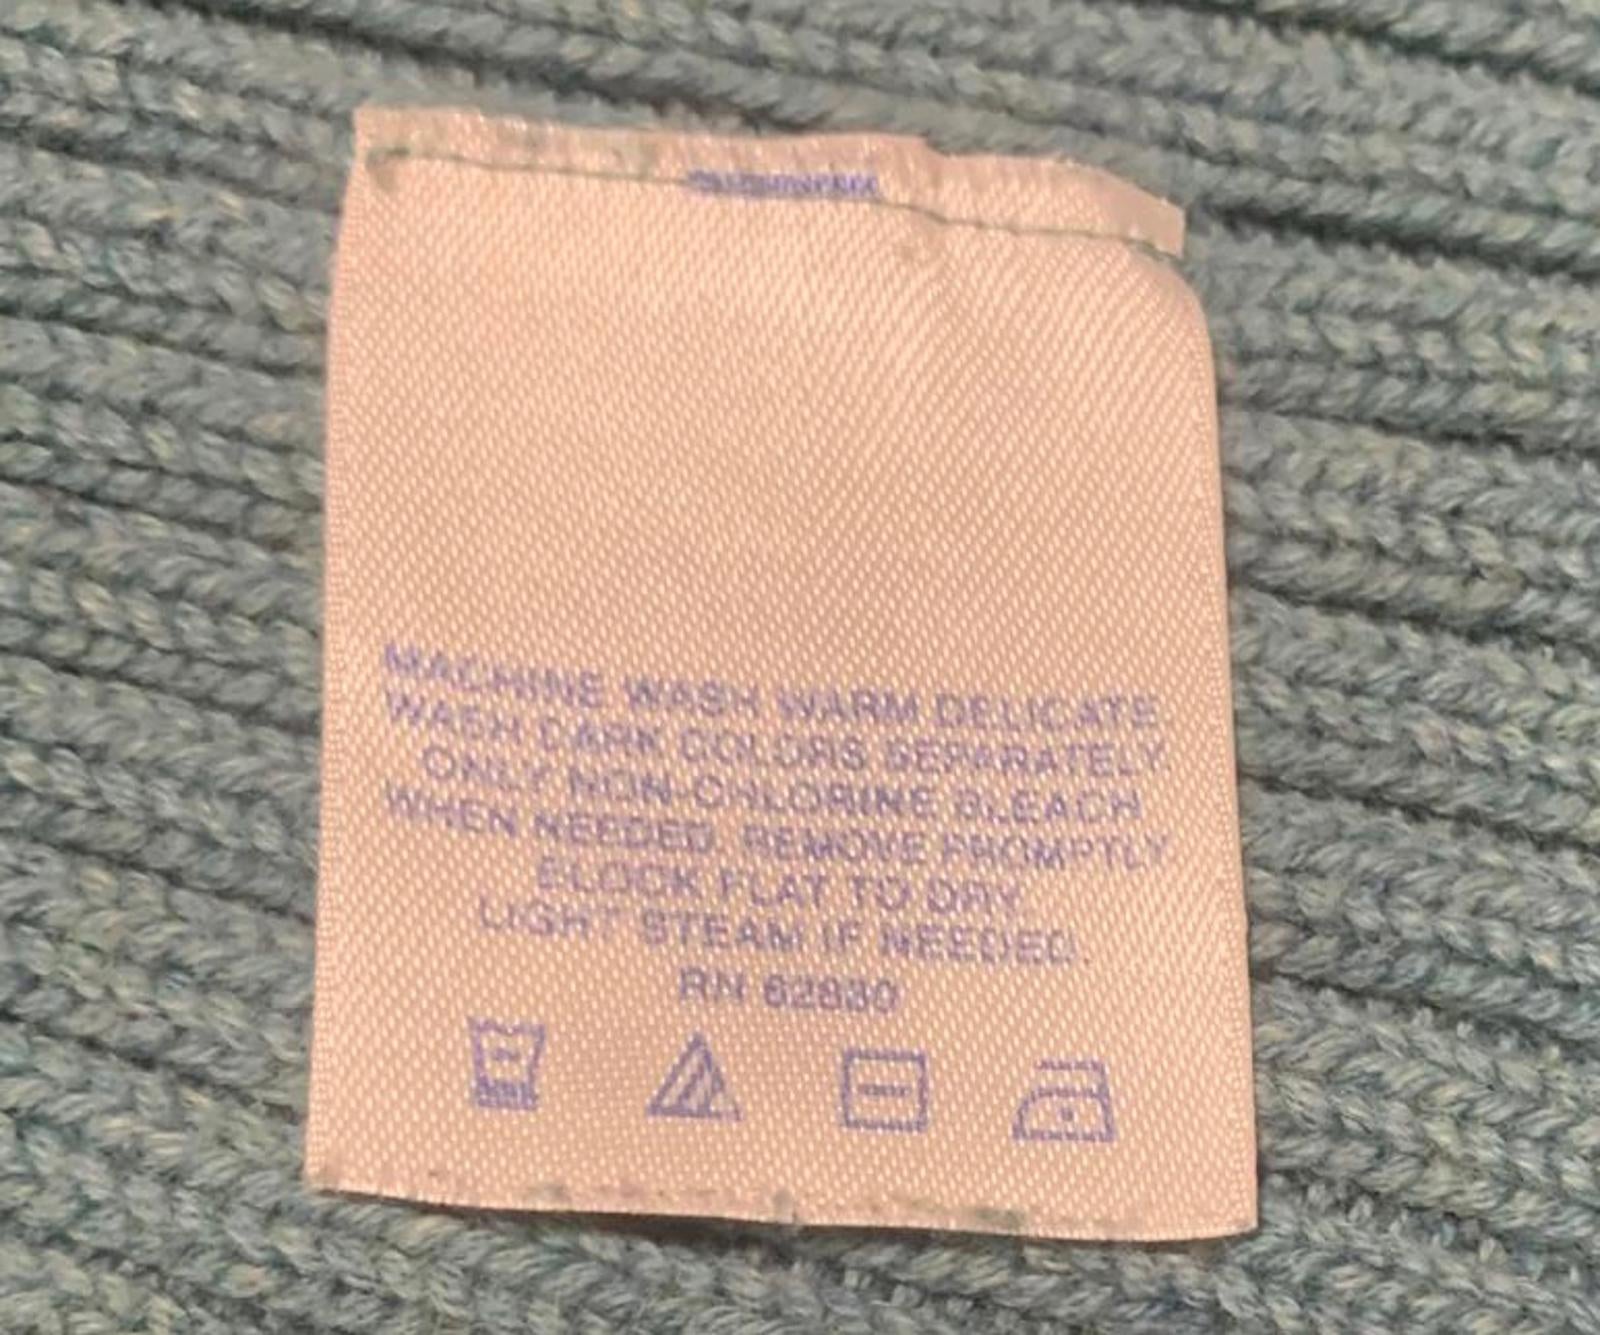 MACHINE WASH WARM DELICATE.
WASH DARK COLORS SEPARATELY.
ONLY NON-CHLORINE BLEACH
WHEN NEEDED. REMOVE PROMPTLY
BLOCK FLAT TO DRY.
LIGHT STEAM IF NEEDED.
RN 62830